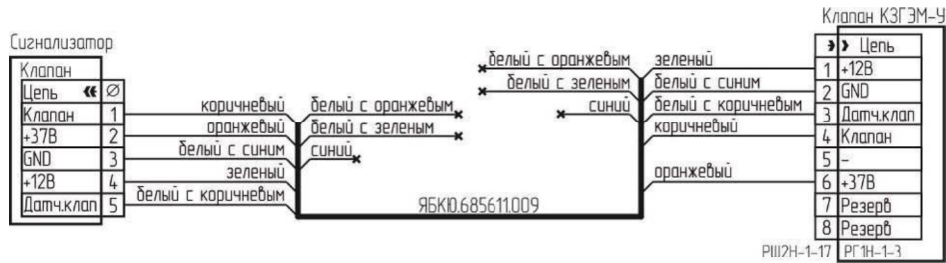 Клапан КЗГЭМ-У
Сигнализатор
Клапан
Цепь
Клапан 1
+37В 2
GND 3
+12В 4
Датч.клап 5
коричневый
оранжевый
белый с синим
зеленый
белый с коричневым
белый с оранжевым
белый с зеленым
синий
ЯБКЮ.685611.009
белый с оранжевым
белый с зеленым
синий
зеленый
белый с синим
белый с коричневым
коричневый
оранжевый
Цепь
1 +12В
2 GND
3 Датч.клап
4 Клапан
5 -
6 +37В
7 Резерв
8 Резерв
РШ2Н-1-17 РГ1Н-1-3